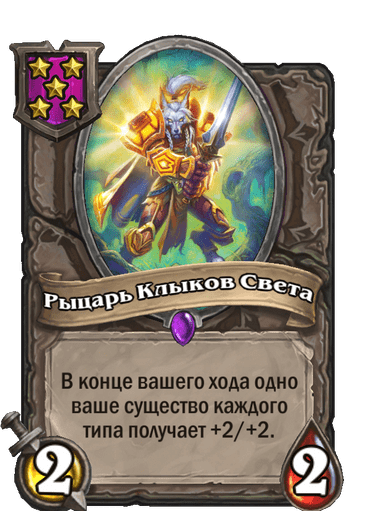 Рыцарь Клыков Света
В конце вашего хода одно
ваше существо каждого
типа получает +2/+2.
2
2